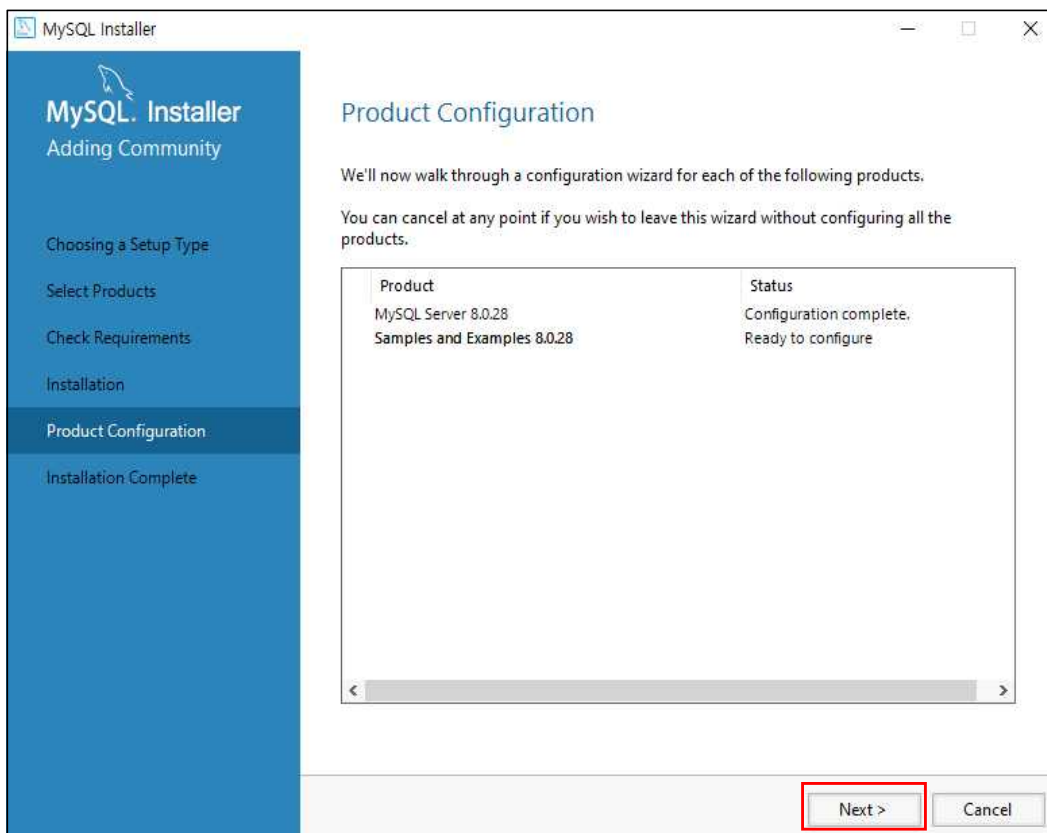 MySQL Installer
MySQL. Installer
Adding Community
Choosing a Setup Type
Select Products
Check Requirements
Installation
Product Configuration
Installation Complete
Product Configuration
We'll now walk through a configuration wizard for each of the following products.
You can cancel at any point if you wish to leave this wizard without configuring all the
products.
Product Status
MySQL Server 8.0.28 Configuration complete.
Samples and Examples 8.0.28 Ready to configure
Next > Cancel